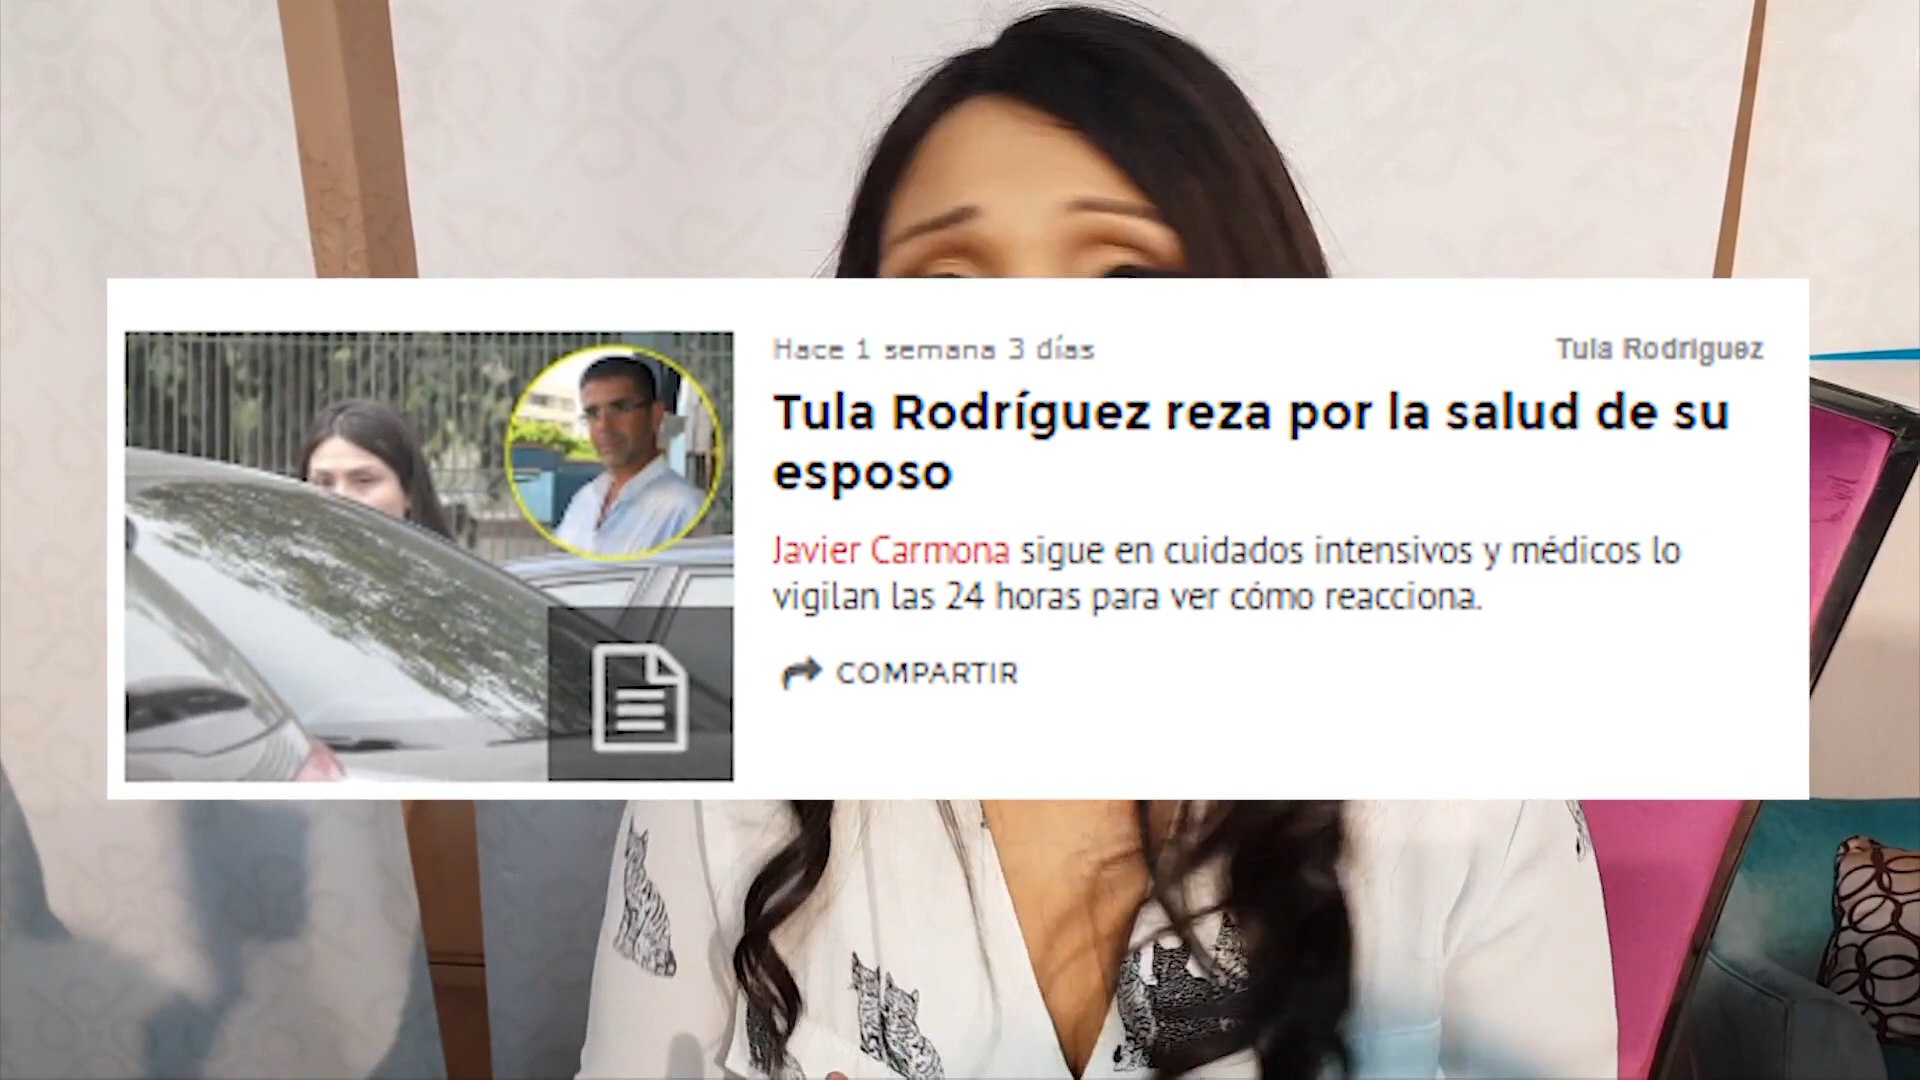 Hace 1 semana 3 días
Tula Rodríguez
Tula Rodríguez reza por la salud de su
esposo
Javier Carmona sigue en cuidados intensivos y médicos lo
vigilan las 24 horas para ver cómo reacciona.
COMPARTIR